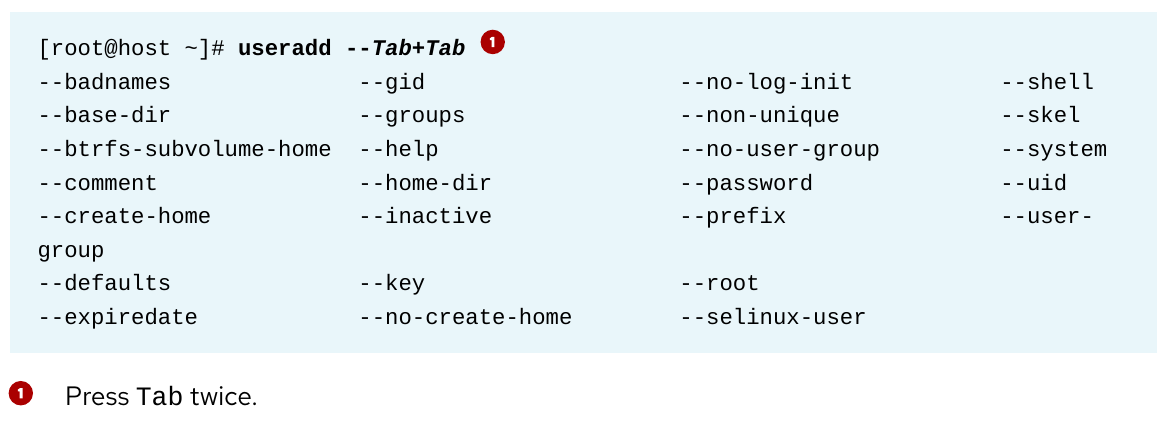 [root@host ~]# useradd --Tab+Tab 1
--badnames --gid --no-log-init --shell
--base-dir --groups --non-unique --skel
--btrfs-subvolume-home --help --no-user-group --system
--comment --home-dir --password --uid
--create-home --inactive --prefix --user-
group
--defaults --key --root
--expiredate --no-create-home --selinux-user
1 Press Tab twice.